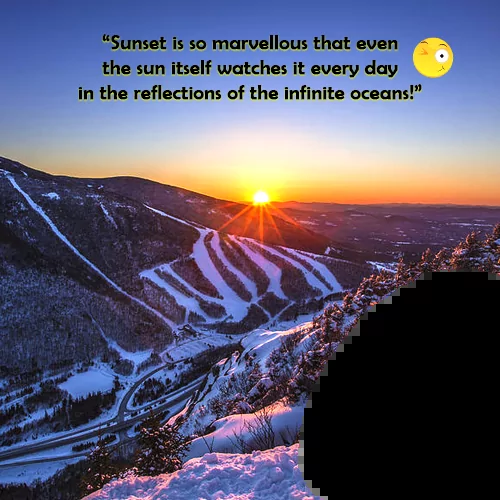 “Sunset is so marvellous that even
the sun itself watches it every day
in the reflections of the infinite oceans!”